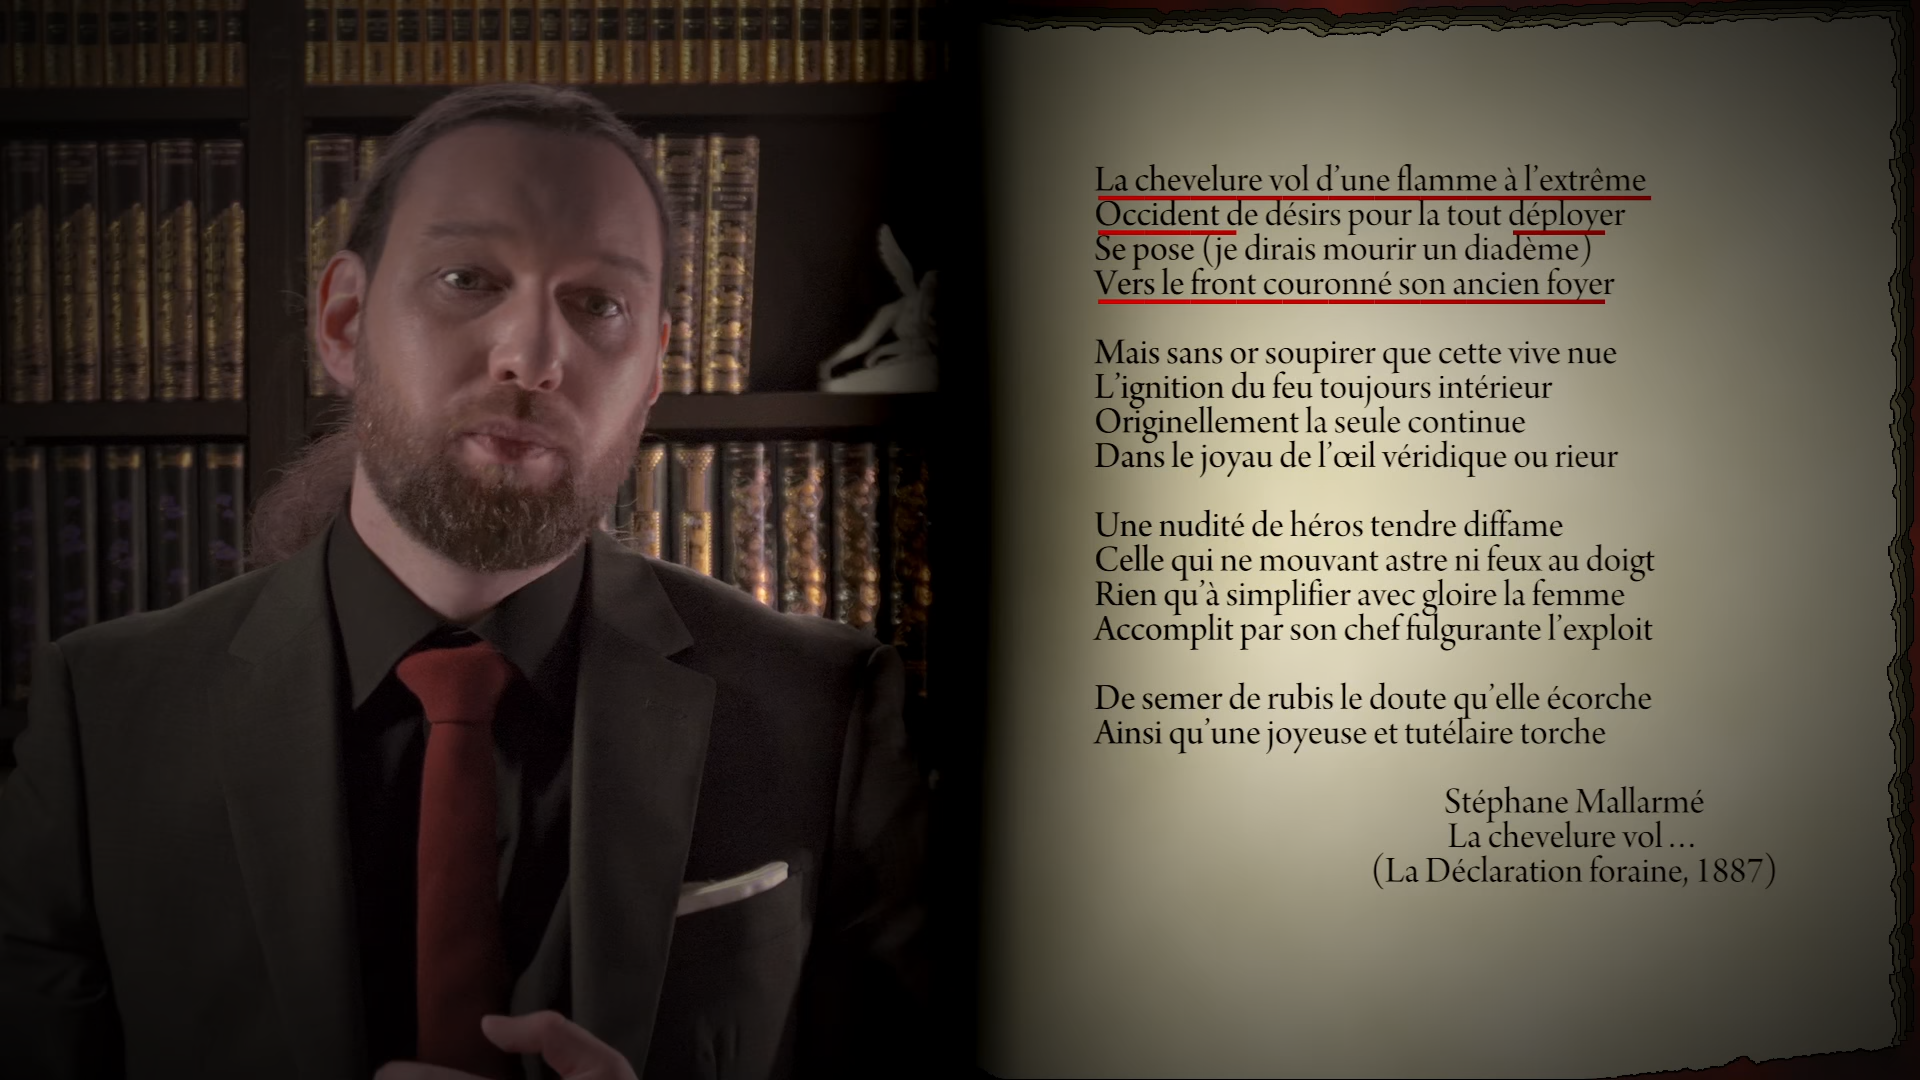 La chevelure vol d’une flamme à l’extrême
Occident de désirs pour la tout déployer
Se pose (je dirais mourir un diadème)
Vers le front couronné son ancien foyer
Mais sans or soupirer que cette vive nue
L’ignition du feu toujours intérieur
Originellement la seule continue
Dans le joyau de l’œil véridique ou rieur
Une nudité de héros tendre diffame
Celle qui ne mouvant astre ni feux au doigt
Rien qu’à simplifier avec gloire la femme
Accomplit par son chef fulgurante l’exploit
De semer de rubis le doute qu’elle écorche
Ainsi qu’une joyeuse et tutélaire torche
Stéphane Mallarmé
La chevelure vol …
(La Déclaration foraine, 1887)